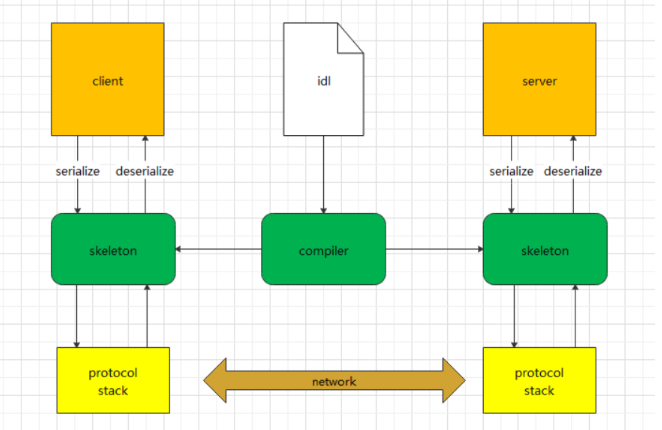 client
idl
server
serialize
deserialize
serialize
deserialize
skeleton
compiler
skeleton
protocol
stack
network
protocol
stack